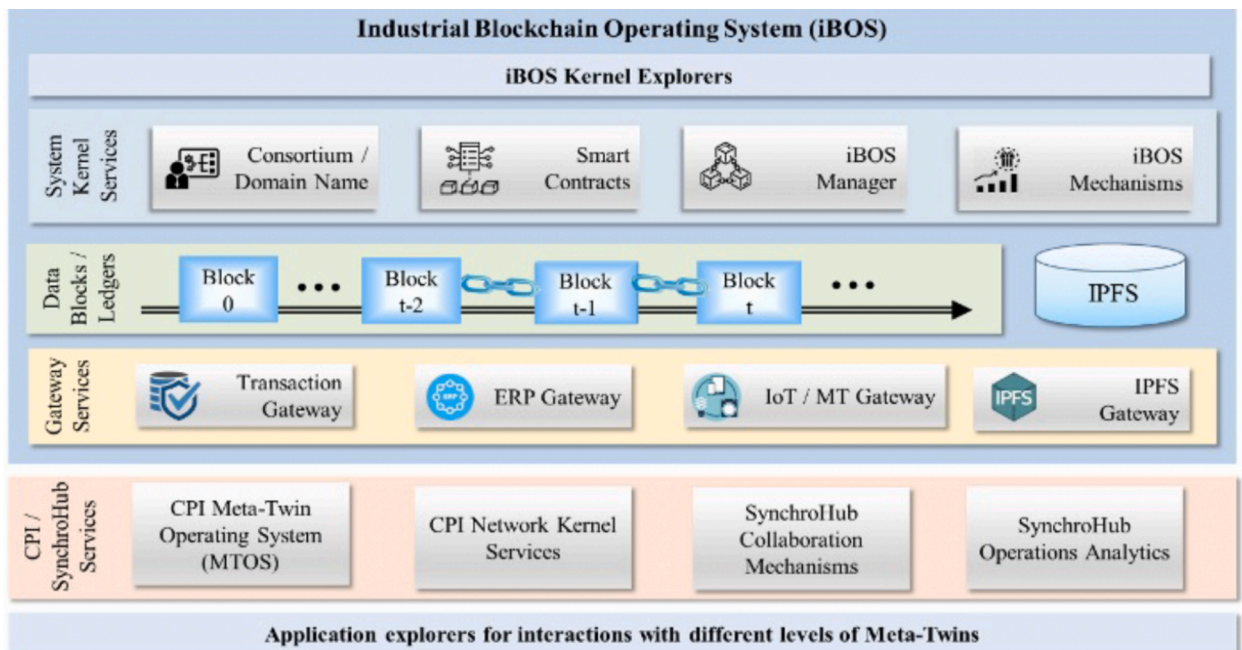 Industrial Blockchain Operating System (iBOS)
iBOS Kernel Explorers
System
Kernel
Services
Consortium /
Domain Name
Smart
Contracts
iBOS
Manager
iBOS
Mechanisms
Data
Blocks /
Ledgers
Block
0
•••
Block
t-2
Block
t-1
Block
t
•••
IPFS
Gateway
Services
Transaction
Gateway
ERP
ERP Gateway
IoT / MT Gateway
IPFS
IPFS
Gateway
CPI /
SynchroHub
Services
CPI Meta-Twin
Operating System
(MTOS)
CPI Network Kernel
Services
SynchroHub
Collaboration
Mechanisms
SynchroHub
Operations Analytics
Application explorers for interactions with different levels of Meta-Twins